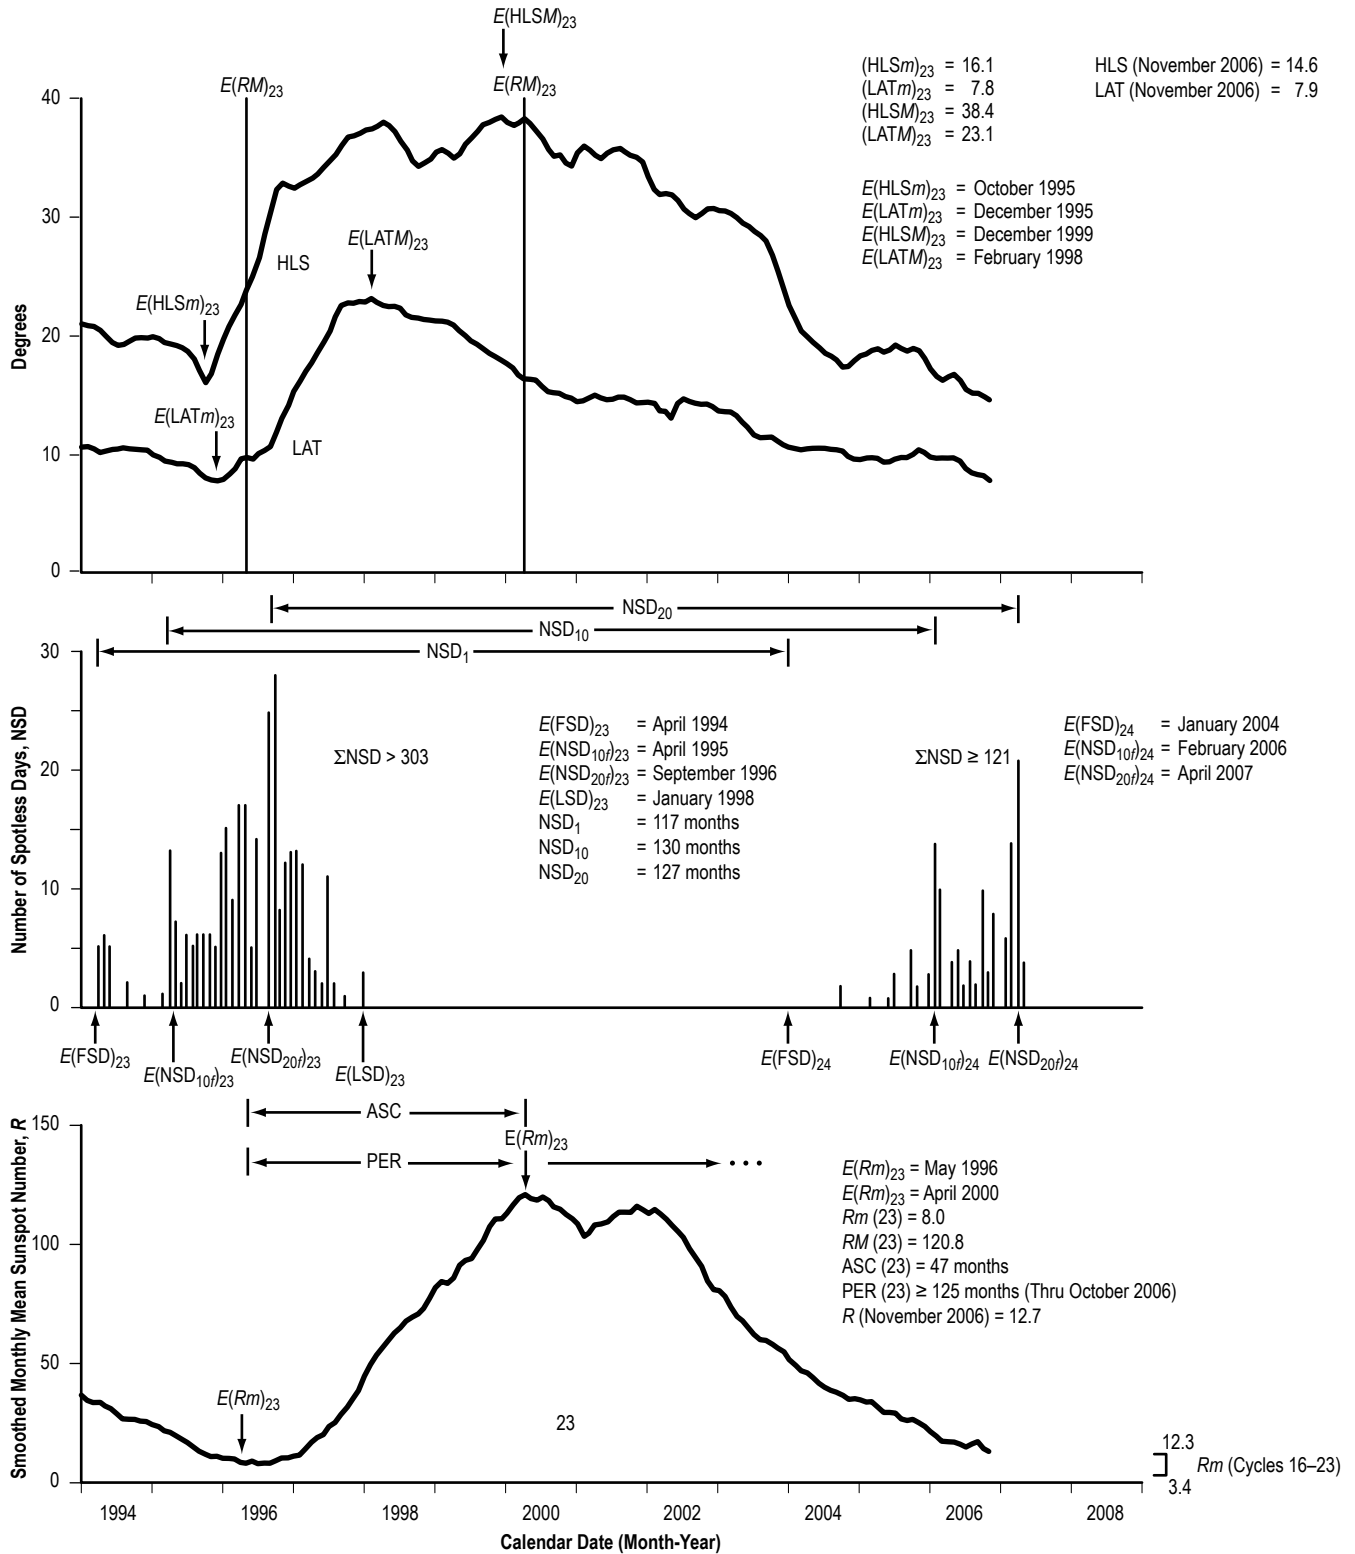 E(HLSM)23
E(RM)23
E(RM)23
(HLSm)23 = 16.1
(LATm)23 = 7.8
(HLSM)23 = 38.4
(LATM)23 = 23.1
HLS (November 2006) = 14.6
LAT (November 2006) = 7.9
E(HLSm)23 = October 1995
E(LATm)23 = December 1995
E(HLSM)23 = December 1999
E(LATM)23 = February 1998
40
30
20
10
0
Degrees
E(LATM)23
HLS
E(HLSm)23
E(LATm)23
LAT
NSD20
NSD10
NSD1
30
20
10
0
Number of Spotless Days, NSD
ΣNSD > 303
E(FSD)23 = April 1994
E(NSD10f)23 = April 1995
E(NSD20f)23 = September 1996
E(LSD)23 = January 1998
NSD1 = 117 months
NSD10 = 130 months
NSD20 = 127 months
ΣNSD ≥ 121
E(FSD)24 = January 2004
E(NSD10f)24 = February 2006
E(NSD20f)24 = April 2007
E(FSD)23
E(NSD10f)23
E(NSD20f)23
E(LSD)23
E(FSD)24
E(NSD10f)24
E(NSD20f)24
ASC
PER
E(Rm)23
150
100
50
0
Smoothed Monthly Mean Sunspot Number, R
E(Rm)23 = May 1996
E(Rm)23 = April 2000
Rm (23) = 8.0
RM (23) = 120.8
ASC (23) = 47 months
PER (23) ≥ 125 months (Thru October 2006)
R (November 2006) = 12.7
E(Rm)23
23
12.3
Rm (Cycles 16–23)
3.4
1994 1996 1998 2000 2002 2004 2006 2008
Calendar Date (Month-Year)